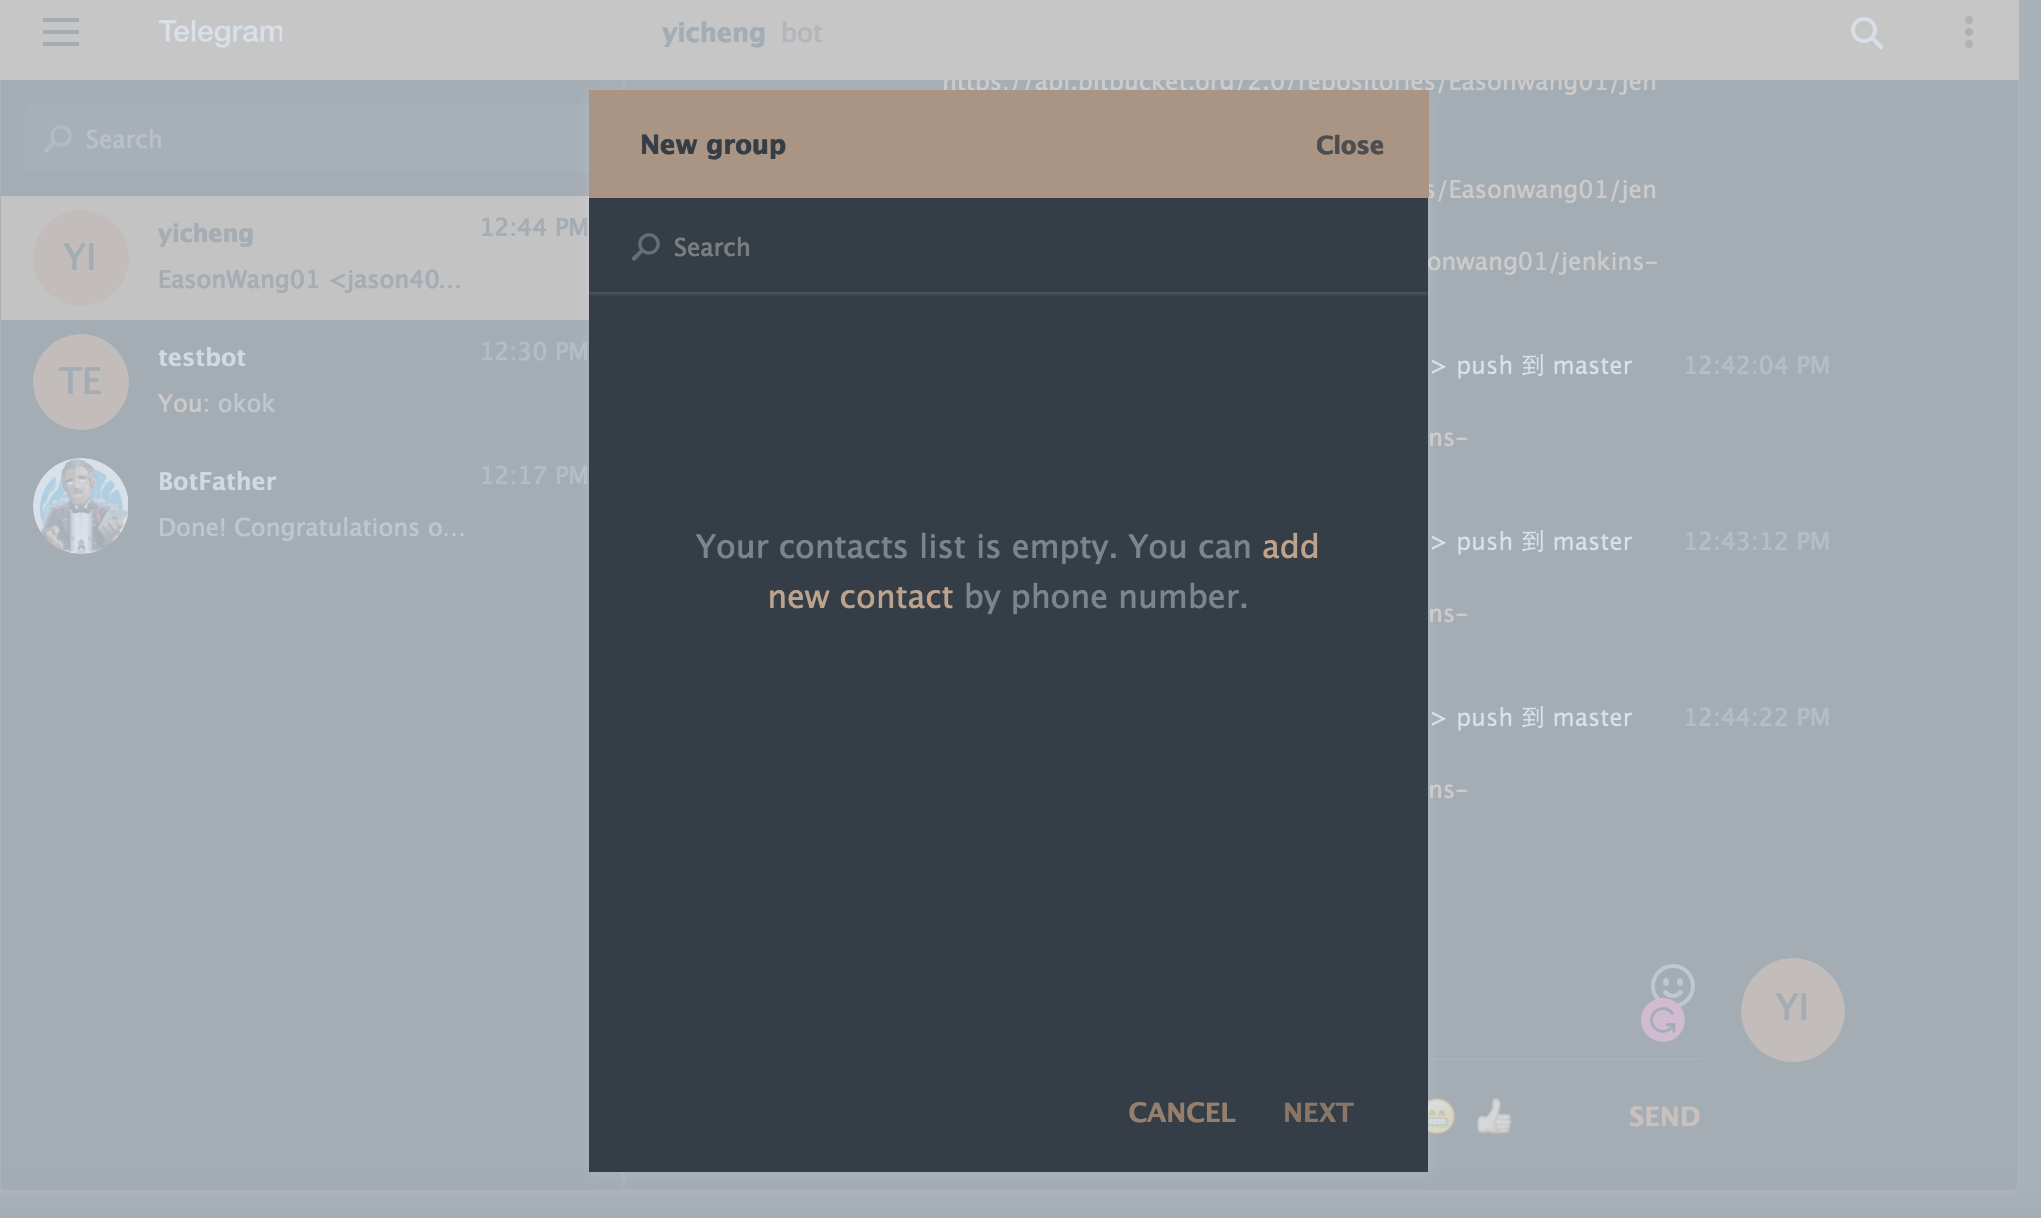 Telegram
yicheng bot
Search
yicheng 12:44 PM
YI
EasonWang01 <jason40...
testbot 12:30 PM
TE
You: okok
BotFather 12:17 PM
Done! Congratulations o...
https://api.bitbucket.org/2.0/repositories/Easonwang01/jen
s/Easonwang01/jen
onwang01/jenkins-
> push 到 master 12:42:04 PM
ns-
> push 到 master 12:43:12 PM
ns-
> push 到 master 12:44:22 PM
ns-
YI
SEND
New group Close
Search
Your contacts list is empty. You can add
new contact by phone number.
CANCEL NEXT